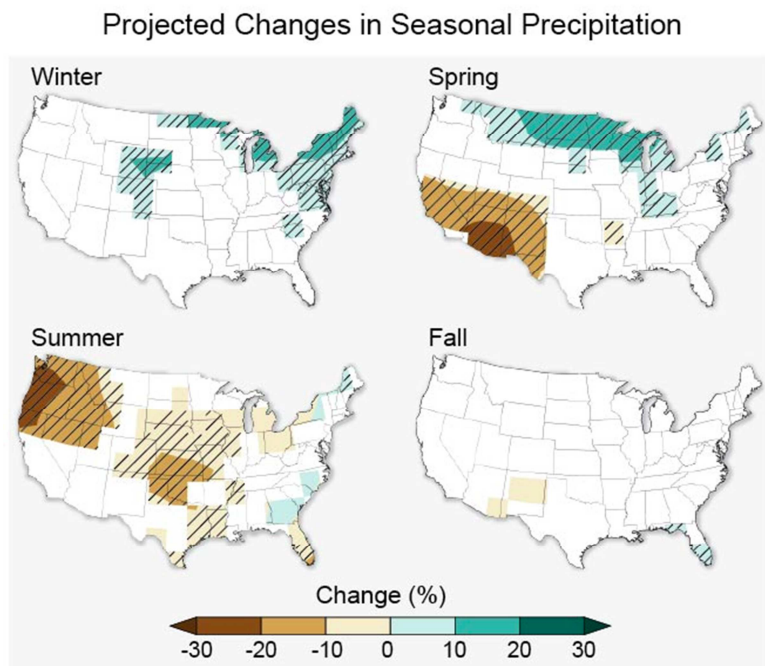 Projected Changes in Seasonal Precipitation
Winter
Spring
Summer
Fall
Change (%)
-30 -20 -10 0 10 20 30